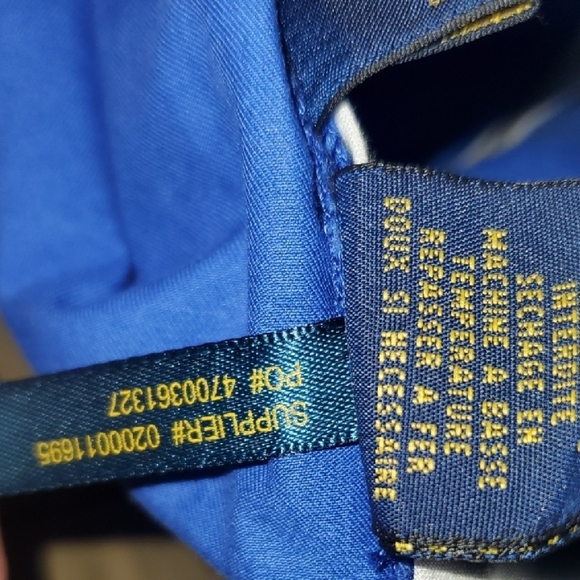 INTERDITE
SECHAGE EN
MACHINE A BASSE
TEMPERATURE
REPASSER A FER
DOUX SI NECESSAIRE
SUPPLIER# 0200011695
PO# 4700361327